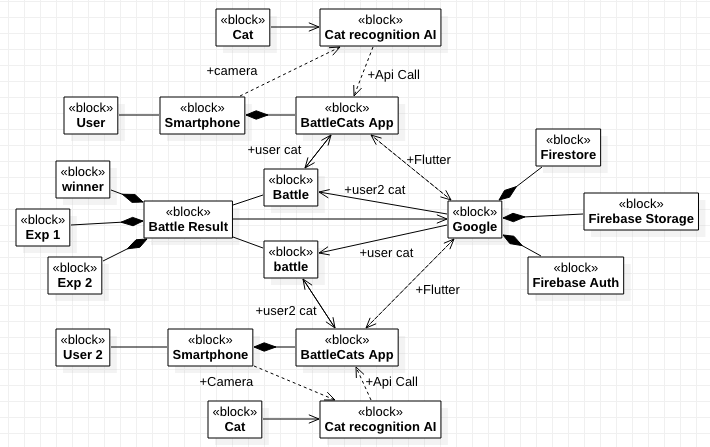 «block»
Cat
«block»
Cat recognition AI
+camera
+Api Call
«block»
User
«block»
Smartphone
«block»
BattleCats App
+user cat
+Flutter
«block»
Firestore
«block»
winner
«block»
Battle
+user2 cat
«block»
Exp 1
«block»
Battle Result
«block»
Google
«block»
Firebase Storage
«block»
Exp 2
«block»
battle
+user cat
«block»
Firebase Auth
+Flutter
+user2 cat
«block»
User 2
«block»
Smartphone
«block»
BattleCats App
+Camera
+Api Call
«block»
Cat
«block»
Cat recognition AI